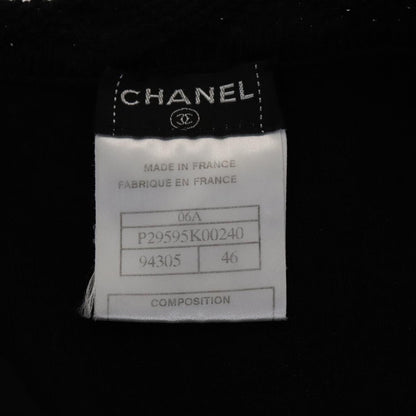 CHANEL
MADE IN FRANCE
FABRIQUE EN FRANCE
06A
P29595K00240
94305 46
COMPOSITION